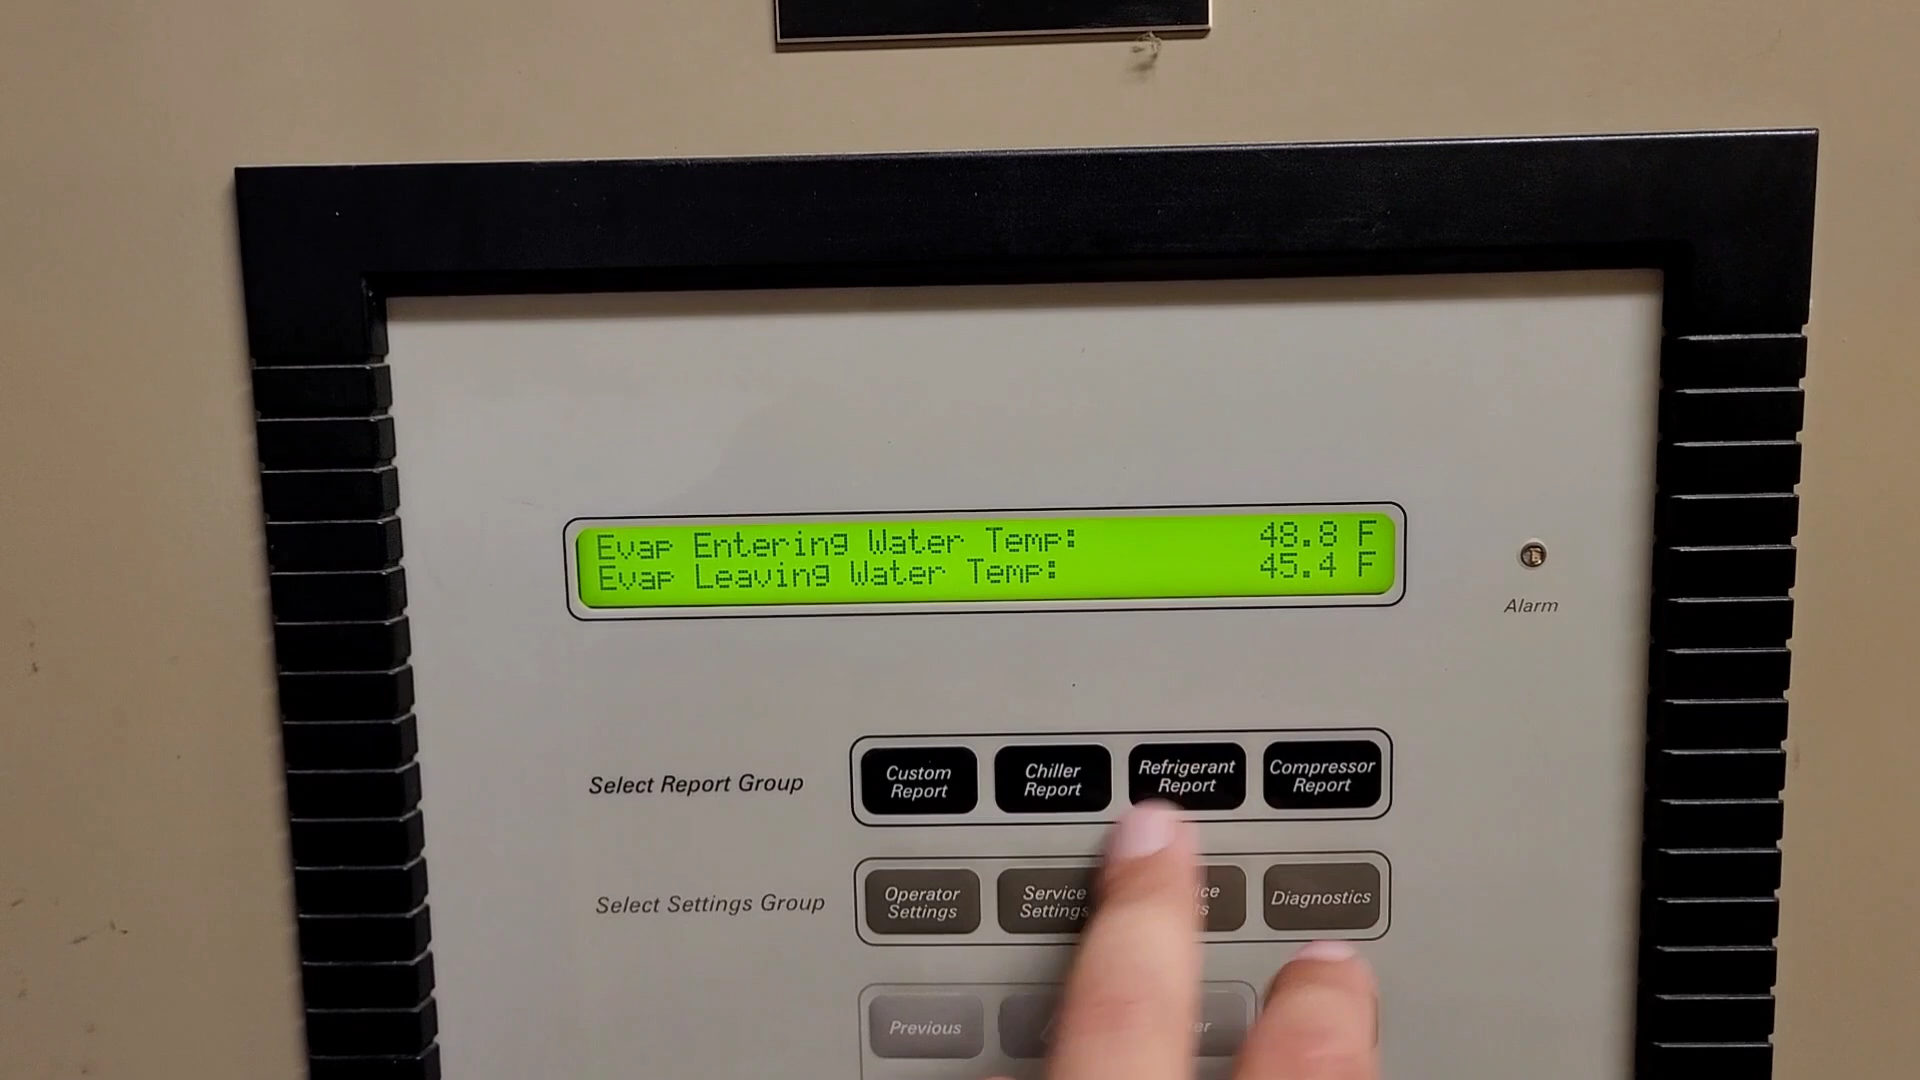 Evap Entering Water Temp: 48.8 F
Evap Leaving Water Temp: 45.4 F
Alarm
Select Report Group
Custom Report
Chiller Report
Refrigerant Report
Compressor Report
Select Settings Group
Operator Settings
Service Settings
Diagnostics
Previous